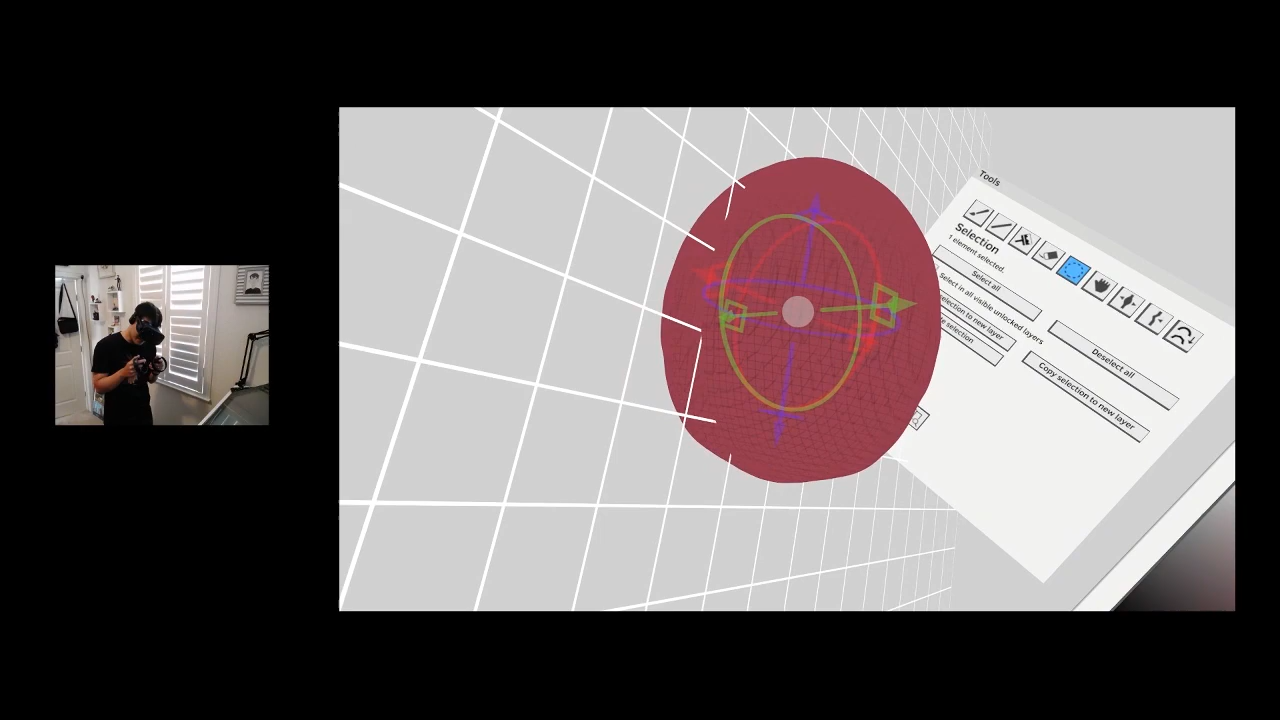 Tools
Selection
1 element selected.
Select all
Deselect all
Select in all visible unlocked layers
selection to new layer
Copy selection to new layer
selection